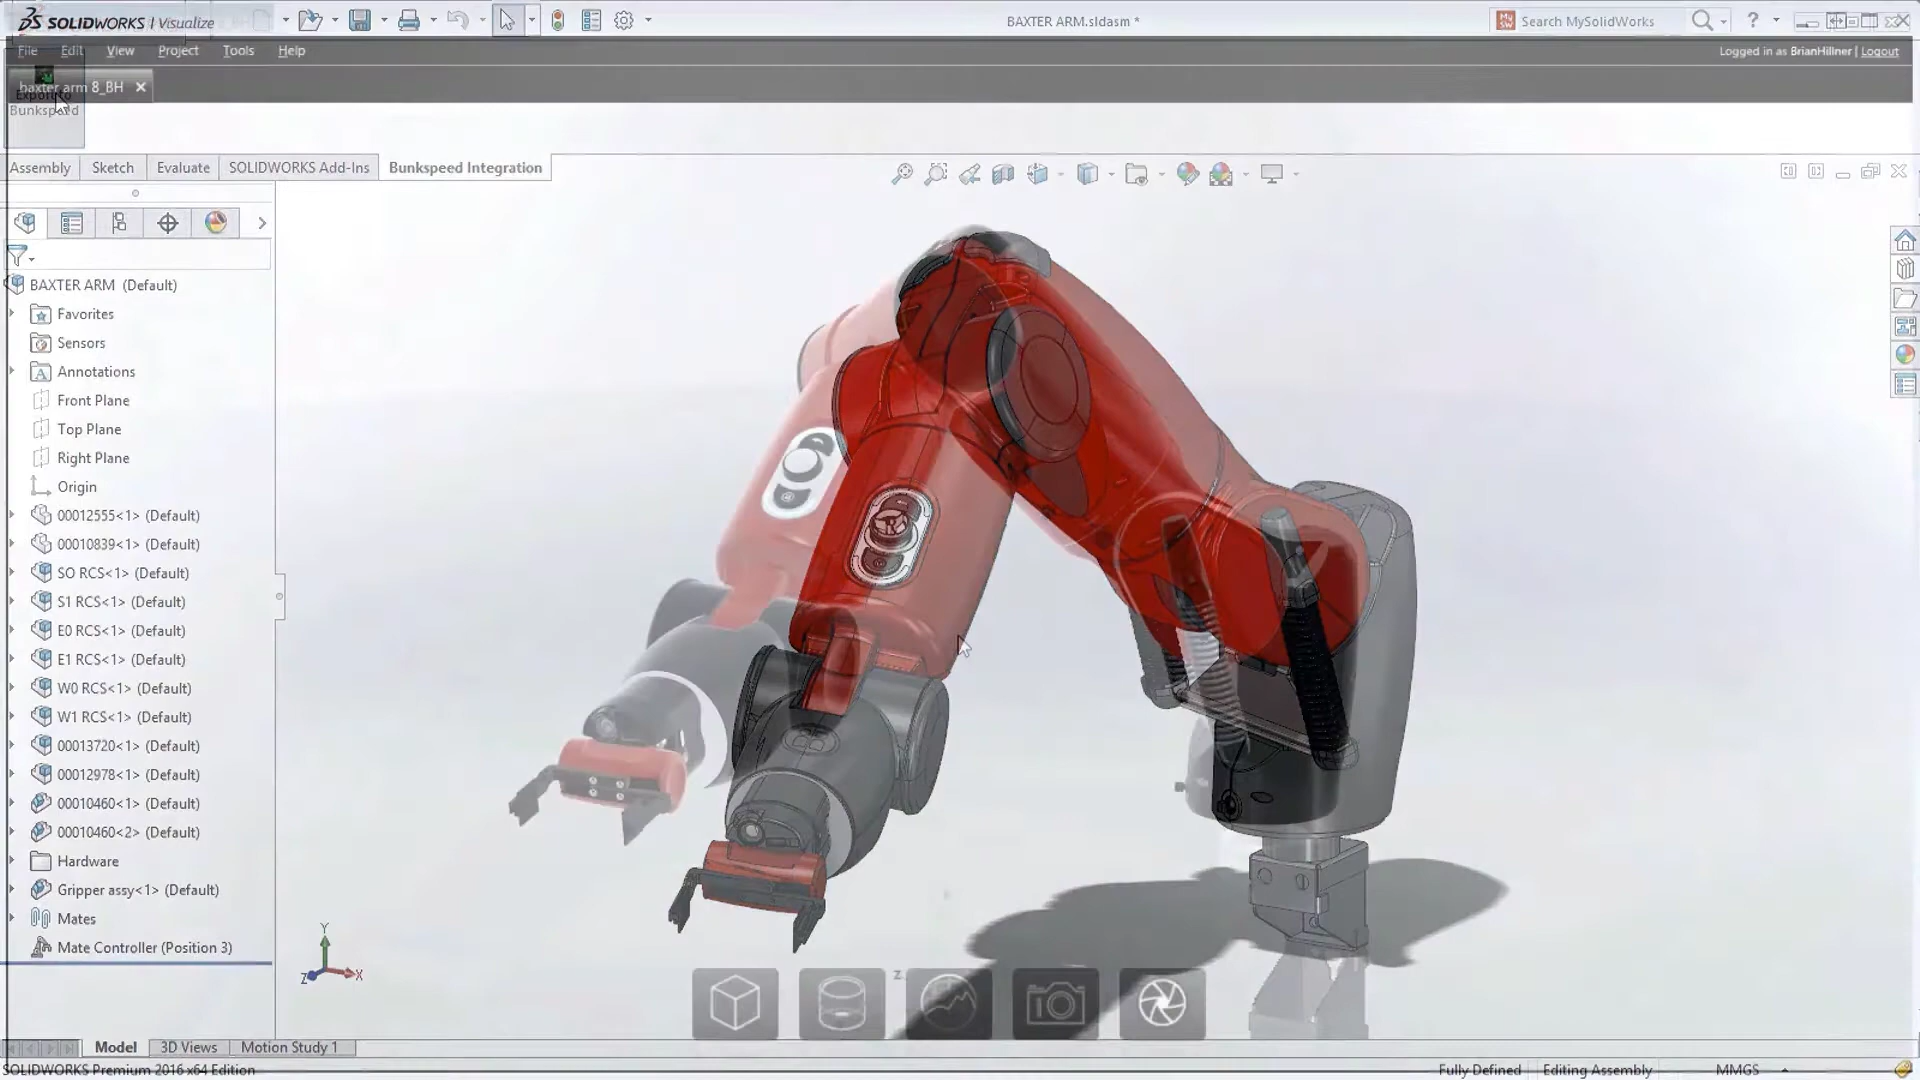 SOLIDWORKS | Visualize
BAXTER ARM.sldasm *
Search MySolidWorks
File Edit View Project Tools Help
Logged in as BrianHillner | Logout
baxter arm 8_BH
Export to
Bunkspeed
Assembly Sketch Evaluate SOLIDWORKS Add-Ins Bunkspeed Integration
BAXTER ARM (Default)
Favorites
Sensors
Annotations
Front Plane
Top Plane
Right Plane
Origin
00012555<1> (Default)
00010839<1> (Default)
SO RCS<1> (Default)
S1 RCS<1> (Default)
E0 RCS<1> (Default)
E1 RCS<1> (Default)
W0 RCS<1> (Default)
W1 RCS<1> (Default)
00013720<1> (Default)
00012978<1> (Default)
00010460<1> (Default)
00010460<2> (Default)
Hardware
Gripper assy<1> (Default)
Mates
Mate Controller (Position 3)
Y
Z X
z
Model 3D Views Motion Study 1
SOLIDWORKS Premium 2016 x64 Edition
Fully Defined Editing Assembly MMGS